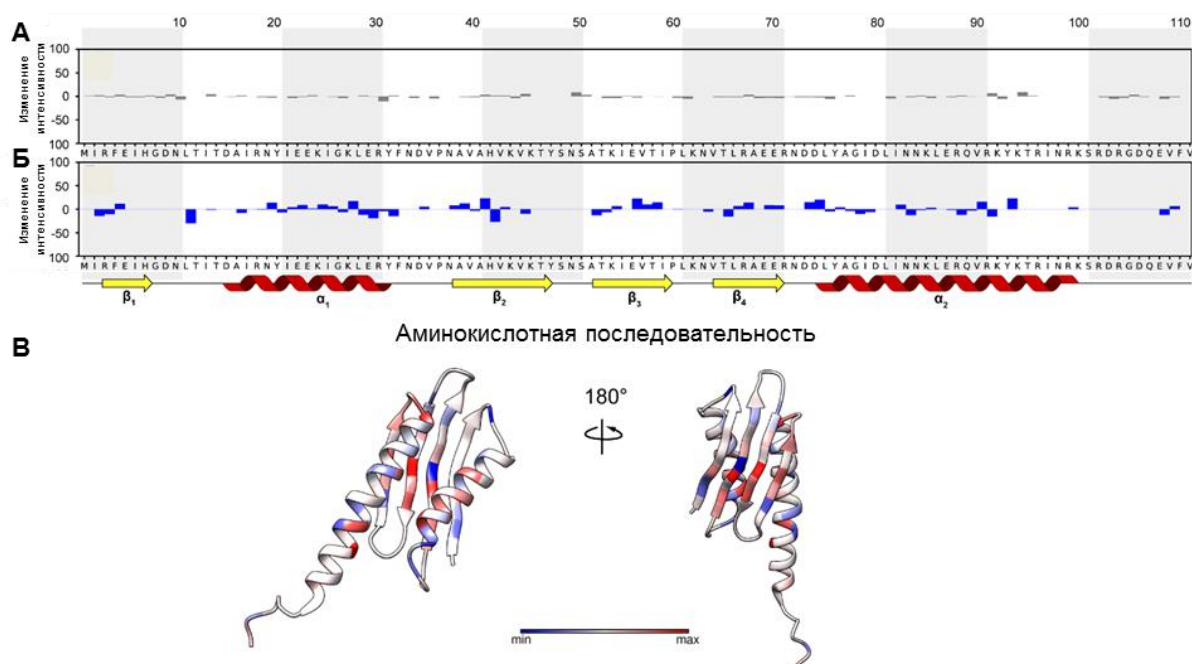 10 20 30 40 50 60 70 80 90 100 110
А
Изменение
интенсивности
100
50
0
-50
100
MIRFEIHGDNLTITDAIRNYIEEKIGKLERYFNDVPNAVAHVKVKTYSNSATKIEVTIPLKNVTLRAEERNDDLYAGIDLINNKLERQVRKYKTRINRKSRDRGDQEVFV
Б
Изменение
интенсивности
100
50
0
-50
100
MIRFEIHGDNLTITDAIRNYIEEKIGKLERYFNDVPNAVAHVKVKTYSNSATKIEVTIPLKNVTLRAEERNDDLYAGIDLINNKLERQVRKYKTRINRKSRDRGDQEVFV
β1 α1 β2 β3 β4 α2
Аминокислотная последовательность
В
180°
min max